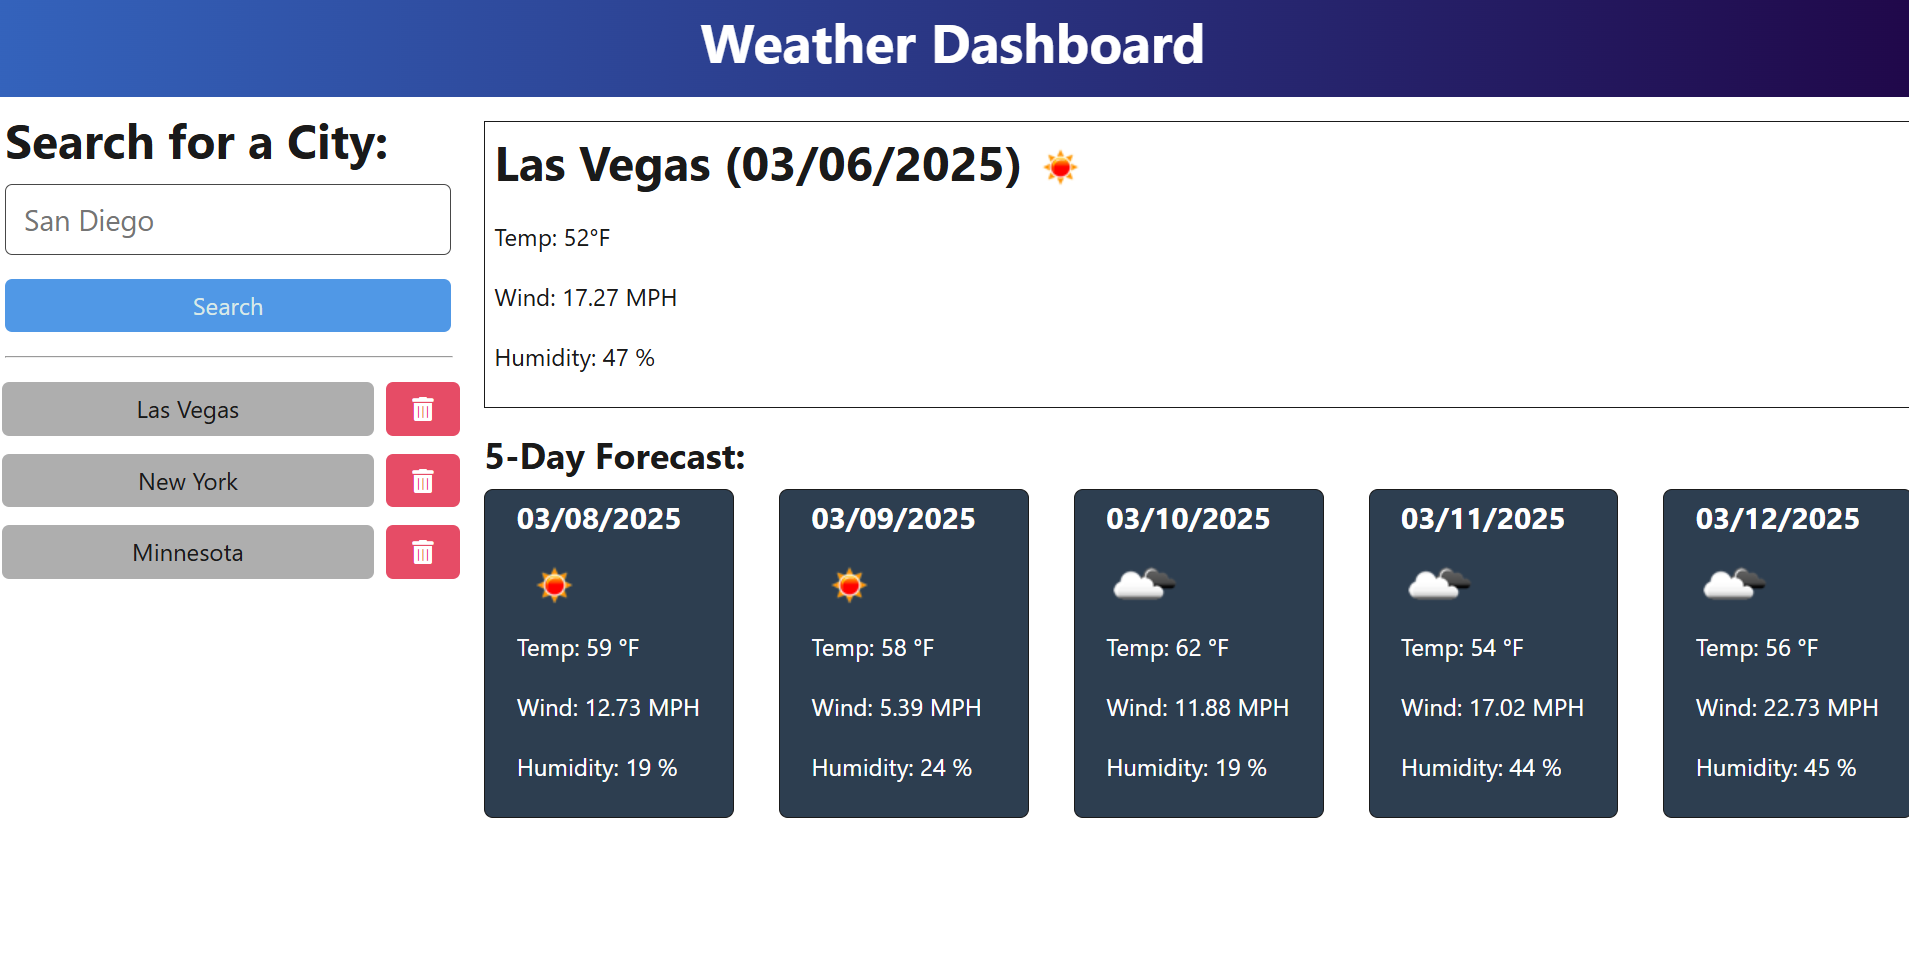 Weather Dashboard
Search for a City:
San Diego
Search
Las Vegas
New York
Minnesota
Las Vegas (03/06/2025)
Temp: 52°F
Wind: 17.27 MPH
Humidity: 47 %
5-Day Forecast:
03/08/2025
Temp: 59 °F
Wind: 12.73 MPH
Humidity: 19 %
03/09/2025
Temp: 58 °F
Wind: 5.39 MPH
Humidity: 24 %
03/10/2025
Temp: 62 °F
Wind: 11.88 MPH
Humidity: 19 %
03/11/2025
Temp: 54 °F
Wind: 17.02 MPH
Humidity: 44 %
03/12/2025
Temp: 56 °F
Wind: 22.73 MPH
Humidity: 45 %